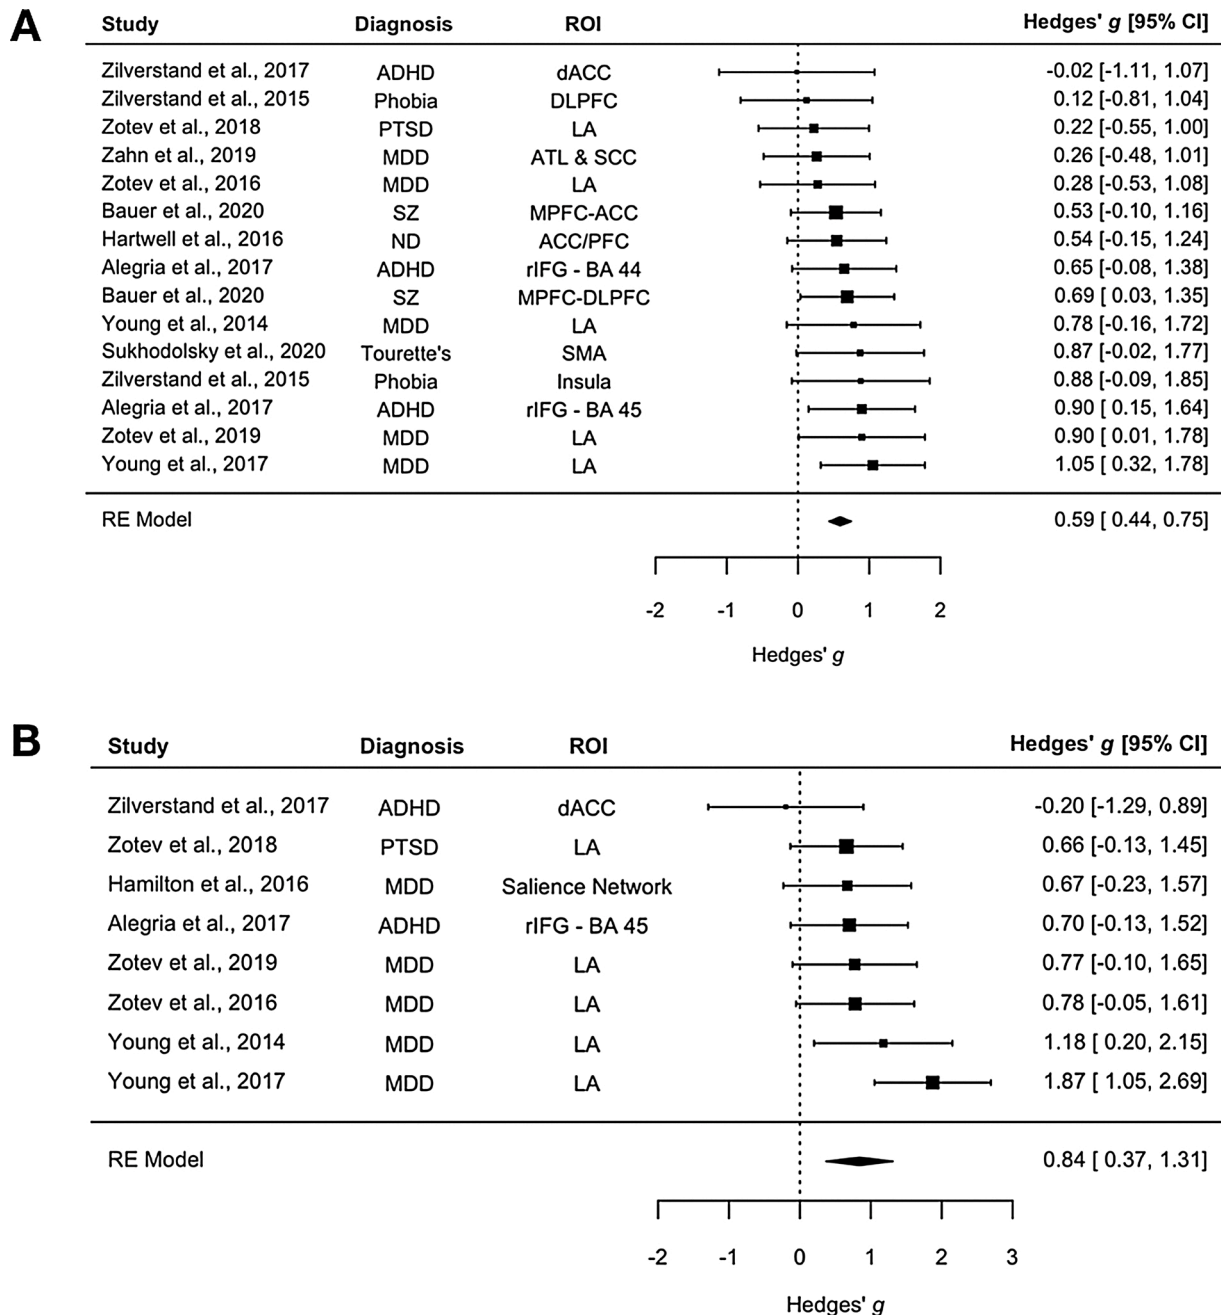 A
Study Diagnosis ROI Hedges' g [95% CI]
Zilverstand et al., 2017 ADHD dACC -0.02 [-1.11, 1.07]
Zilverstand et al., 2015 Phobia DLPFC 0.12 [-0.81, 1.04]
Zotev et al., 2018 PTSD LA 0.22 [-0.55, 1.00]
Zahn et al., 2019 MDD ATL & SCC 0.26 [-0.48, 1.01]
Zotev et al., 2016 MDD LA 0.28 [-0.53, 1.08]
Bauer et al., 2020 SZ MPFC-ACC 0.53 [-0.10, 1.16]
Hartwell et al., 2016 ND ACC/PFC 0.54 [-0.15, 1.24]
Alegria et al., 2017 ADHD rIFG - BA 44 0.65 [-0.08, 1.38]
Bauer et al., 2020 SZ MPFC-DLPFC 0.69 [ 0.03, 1.35]
Young et al., 2014 MDD LA 0.78 [-0.16, 1.72]
Sukhodolsky et al., 2020 Tourette's SMA 0.87 [-0.02, 1.77]
Zilverstand et al., 2015 Phobia Insula 0.88 [-0.09, 1.85]
Alegria et al., 2017 ADHD rIFG - BA 45 0.90 [ 0.15, 1.64]
Zotev et al., 2019 MDD LA 0.90 [ 0.01, 1.78]
Young et al., 2017 MDD LA 1.05 [ 0.32, 1.78]
RE Model 0.59 [ 0.44, 0.75]
-2 -1 0 1 2
Hedges' g
B
Study Diagnosis ROI Hedges' g [95% CI]
Zilverstand et al., 2017 ADHD dACC -0.20 [-1.29, 0.89]
Zotev et al., 2018 PTSD LA 0.66 [-0.13, 1.45]
Hamilton et al., 2016 MDD Salience Network 0.67 [-0.23, 1.57]
Alegria et al., 2017 ADHD rIFG - BA 45 0.70 [-0.13, 1.52]
Zotev et al., 2019 MDD LA 0.77 [-0.10, 1.65]
Zotev et al., 2016 MDD LA 0.78 [-0.05, 1.61]
Young et al., 2014 MDD LA 1.18 [ 0.20, 2.15]
Young et al., 2017 MDD LA 1.87 [ 1.05, 2.69]
RE Model 0.84 [ 0.37, 1.31]
-2 -1 0 1 2 3
Hedges' g